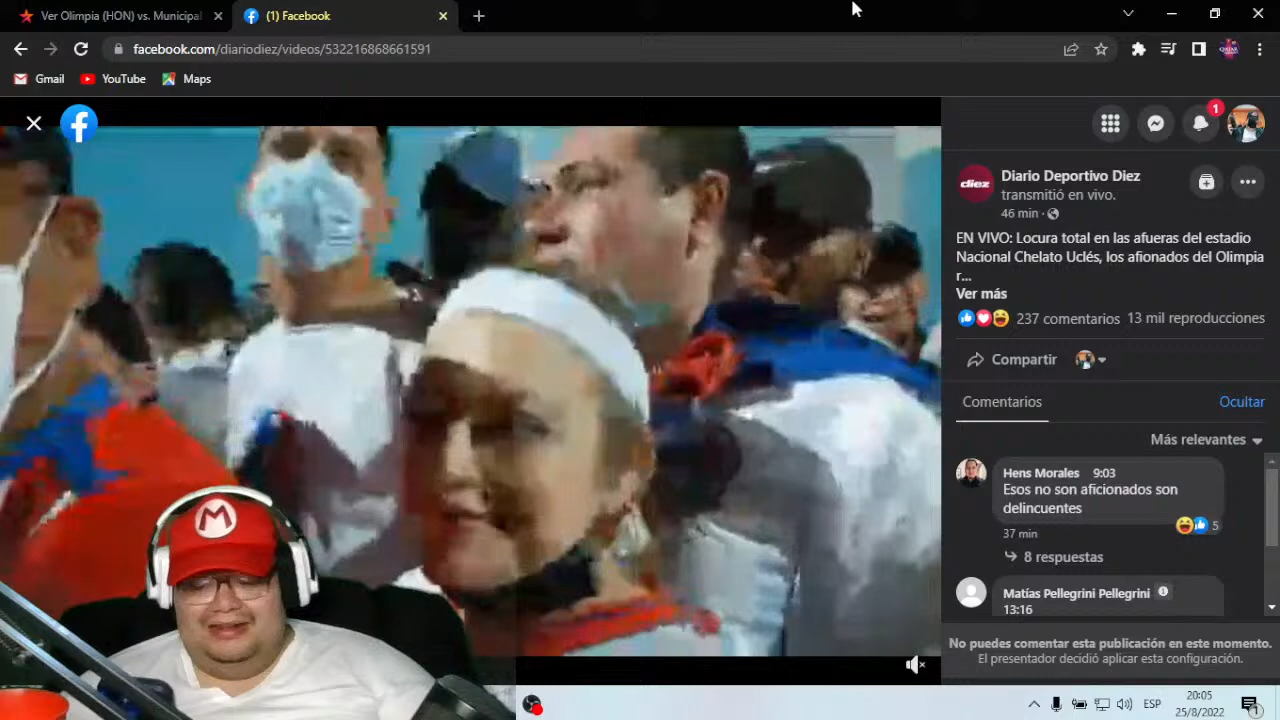 Ver Olimpia (HON) vs. Municipal
(1) Facebook
facebook.com/diariodiez/videos/532216868661591
Gmail
YouTube
Maps
1
diez
Diario Deportivo Diez
transmitió en vivo.
46 min ·
EN VIVO: Locura total en las afueras del estadio
Nacional Chelato Uclés, los afionados del Olimpia
r...
Ver más
237 comentarios
13 mil reproducciones
Compartir
Comentarios
Ocultar
Más relevantes
Hens Morales 9:03
Esos no son aficionados son
delincuentes
5
37 min
8 respuestas
Matías Pellegrini Pellegrini
13:16
No puedes comentar esta publicación en este momento.
El presentador decidió aplicar esta configuración.
M
ESP
20:05
25/8/2022
1